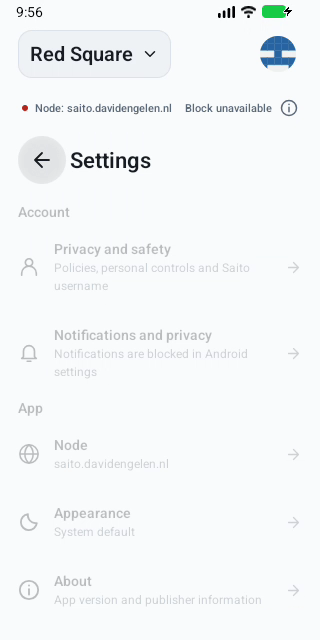 9:56
Red Square
Node: saito.davidengelen.nl Block unavailable
Settings
Account
Privacy and safety
Policies, personal controls and Saito
username
Notifications and privacy
Notifications are blocked in Android
settings
App
Node
saito.davidengelen.nl
Appearance
System default
About
App version and publisher information